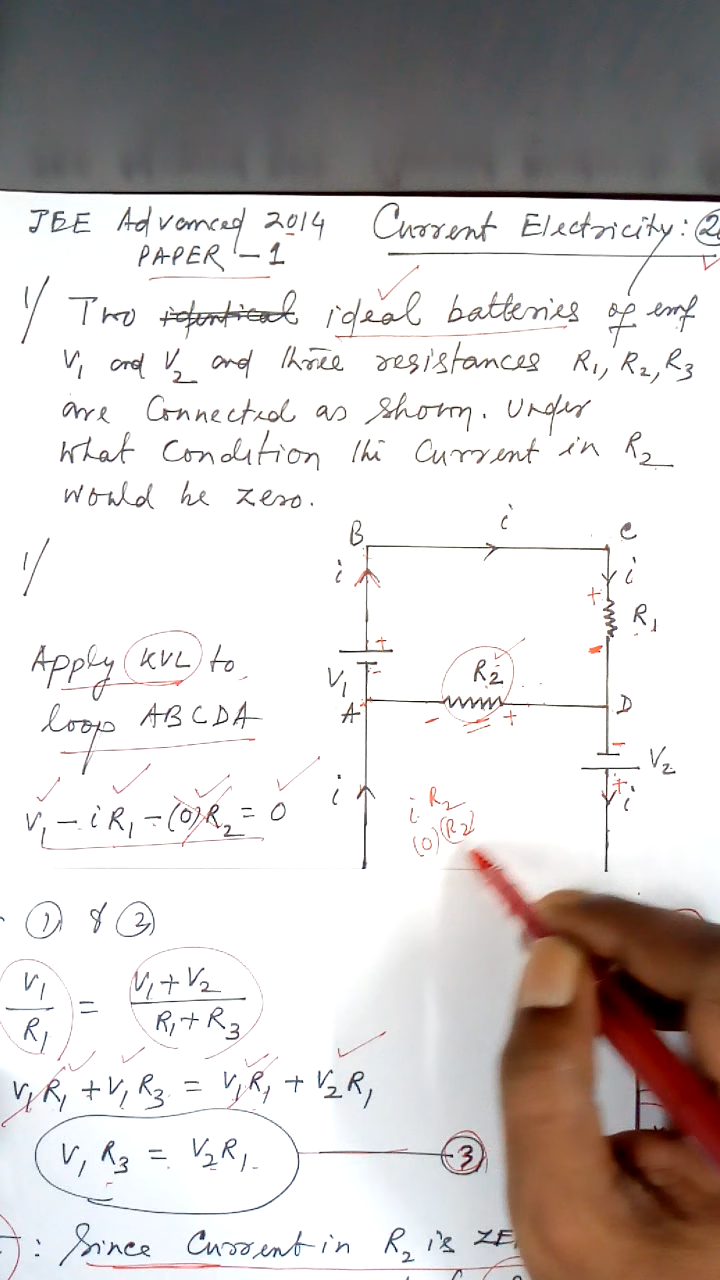 JEE Advanced 2014 Current Electricity: 2
PAPER - 1
1/ Two identical ideal batteries of emf
V₁ and V₂ and three resistances R₁, R₂, R₃
are Connected as shown. Under
what Condition the Current in R₂
would be zero.
1/
B i C
i + i
+ R₁
-
Apply KVL to
loop ABCDA
V₁ + - R₂
A - + D
- V₂
+
i i
V₁ - iR₁ - (0)R₂ = 0
i R₂
(0)(R₂)
① & ②
V₁/R₁ = V₁+V₂/R₁+R₃
V₁R₁ + V₁R₃ = V₁R₁ + V₂R₁
V₁R₃ = V₂R₁ ③
: Since Current in R₂ is ZE